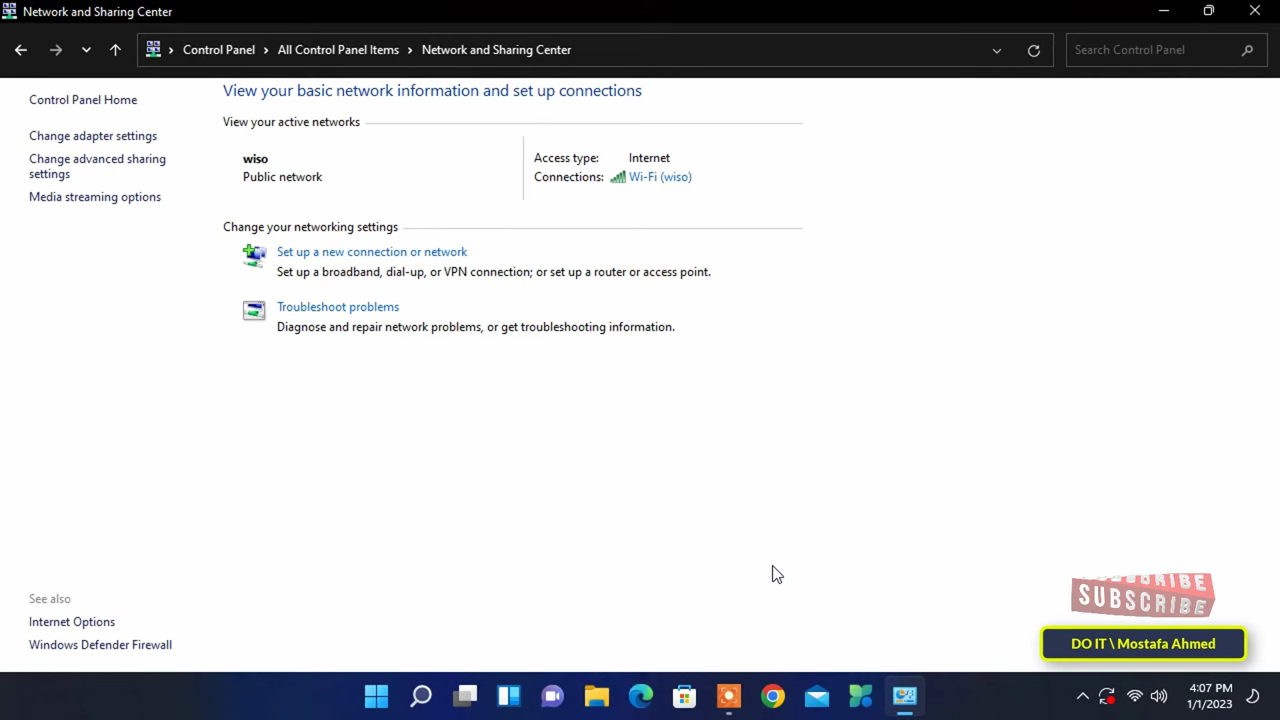 Network and Sharing Center
Control Panel
All Control Panel Items
Network and Sharing Center
Search Control Panel
Control Panel Home
Change adapter settings
Change advanced sharing
settings
Media streaming options
View your basic network information and set up connections
View your active networks
wiso
Public network
Access type: Internet
Connections: Wi-Fi (wiso)
Change your networking settings
Set up a new connection or network
Set up a broadband, dial-up, or VPN connection; or set up a router or access point.
Troubleshoot problems
Diagnose and repair network problems, or get troubleshooting information.
See also
Internet Options
Windows Defender Firewall
SUBSCRIBE
DO IT \ Mostafa Ahmed
4:07 PM
1/1/2023